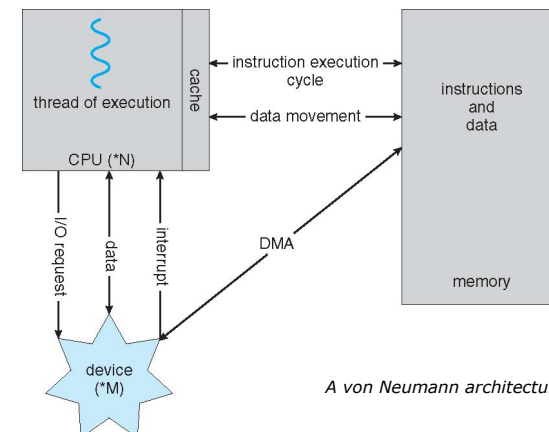 thread of execution
cache
CPU (*N)
instruction execution
cycle
data movement
instructions
and
data
memory
I/O request
data
interrupt
DMA
device
(*M)
A von Neumann architectu